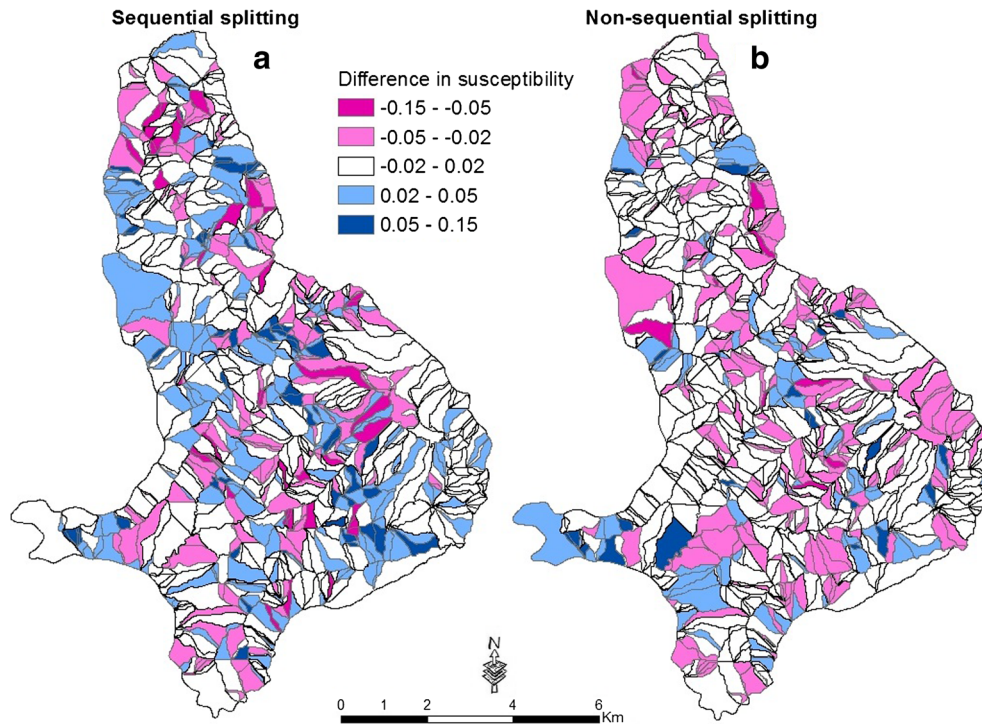 Sequential splitting
Non-sequential splitting
a
b
Difference in susceptibility
-0.15 - -0.05
-0.05 - -0.02
-0.02 - 0.02
0.02 - 0.05
0.05 - 0.15
N
0 1 2 4 6
Km